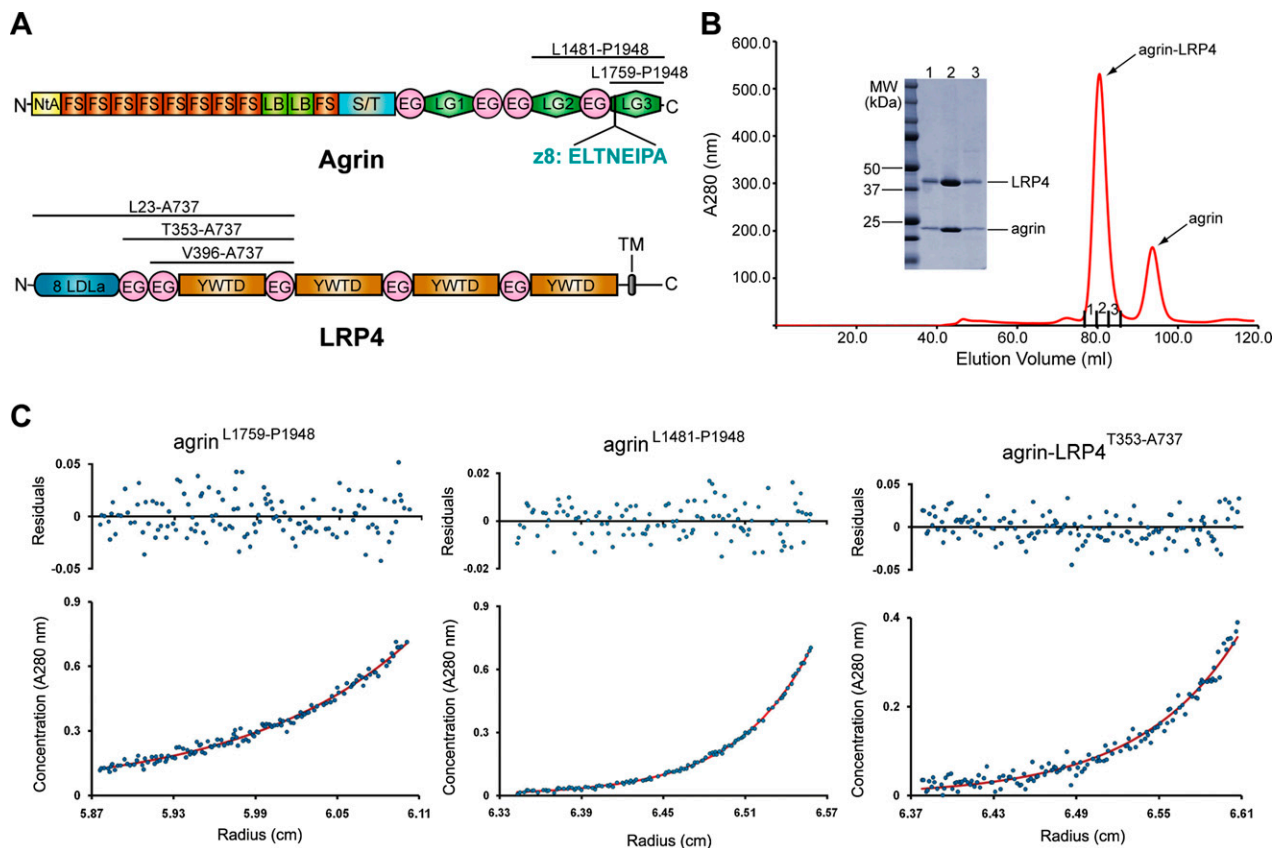 A
L1481-P1948
L1759-P1948
N NtA FS FS FS FS FS FS FS FS LB LB FS S/T EG LG1 EG EG LG2 EG LG3 C
Agrin
z8: ELTNEIPA
L23-A737
T353-A737
V396-A737
TM
N 8 LDLa EG EG YWTD EG YWTD EG YWTD EG YWTD C
LRP4
B
600.0
500.0
400.0
300.0
200.0
100.0
A280 (nm)
agrin-LRP4
agrin
MW
(kDa)
1 2 3
50
37
25
LRP4
agrin
1 2 3
20.0 40.0 60.0 80.0 100.0 120.0
Elution Volume (ml)
C
agrin L1759-P1948
0.05
0
-0.05
Residuals
0.9
0.6
0.3
0
Concentration (A280 nm)
5.87 5.93 5.99 6.05 6.11
Radius (cm)
agrin L1481-P1948
0.02
0
-0.02
Residuals
0.9
0.6
0.3
0
Concentration (A280 nm)
6.33 6.39 6.45 6.51 6.57
Radius (cm)
agrin-LRP4 T353-A737
0.05
0
-0.05
Residuals
0.4
0.2
0
Concentration (A280 nm)
6.37 6.43 6.49 6.55 6.61
Radius (cm)